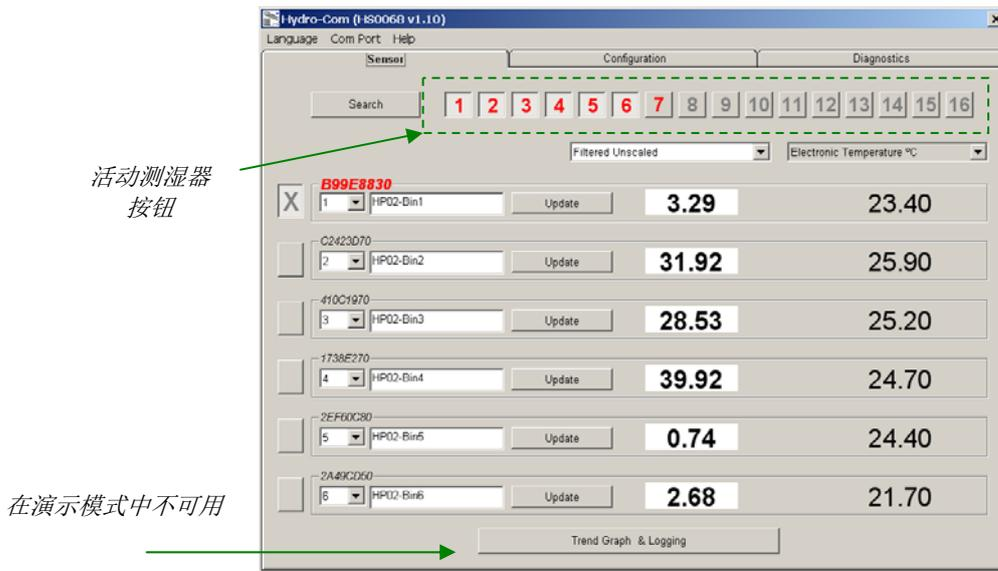 Hydro-Com (HS0068 v1.10)
Language Com Port Help
Sensor Configuration Diagnostics
Search 1 2 3 4 5 6 7 8 9 10 11 12 13 14 15 16
Filtered Unscaled Electronic Temperature ºC
活动测湿器
按钮
B99E8830
X 1 HP02-Bin1 Update 3.29 23.40
C2423D70
2 HP02-Bin2 Update 31.92 25.90
410C1970
3 HP02-Bin3 Update 28.53 25.20
1738E270
4 HP02-Bin4 Update 39.92 24.70
2EF60C80
5 HP02-Bin5 Update 0.74 24.40
2A49CD50
6 HP02-Bin6 Update 2.68 21.70
在演示模式中不可用
Trend Graph & Logging